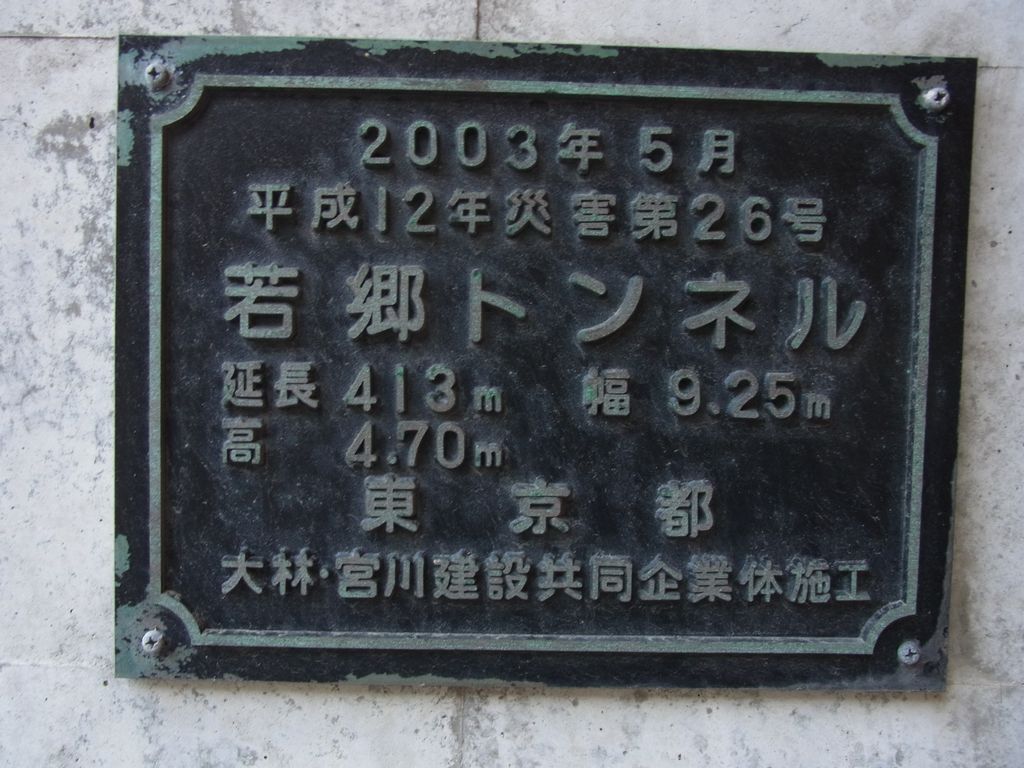 2003年5月
平成12年災害第26号
若郷トンネル
延長 413m 幅 9.25m
高 4.70m
東京都
大林・宮川建設共同企業体施工